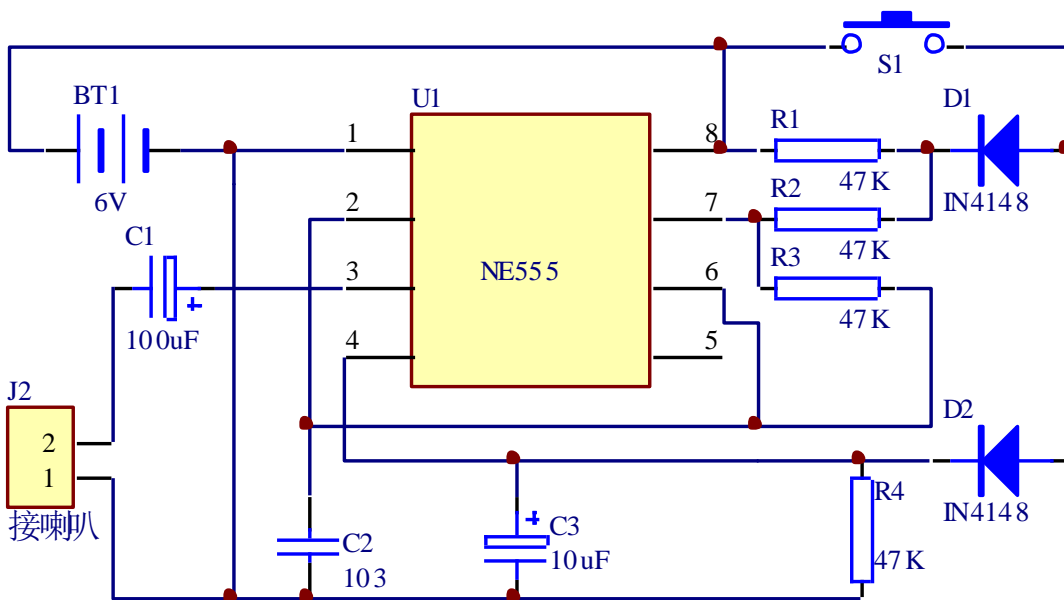 S1
BT1
6V
U1
D1
1
8
R1
47K
IN4148
2
7
R2
47K
C1
3
NE555
6
R3
47K
100uF
4
5
J2
D2
2
1
接喇叭
R4
IN4148
C2
103
C3
10uF
47K